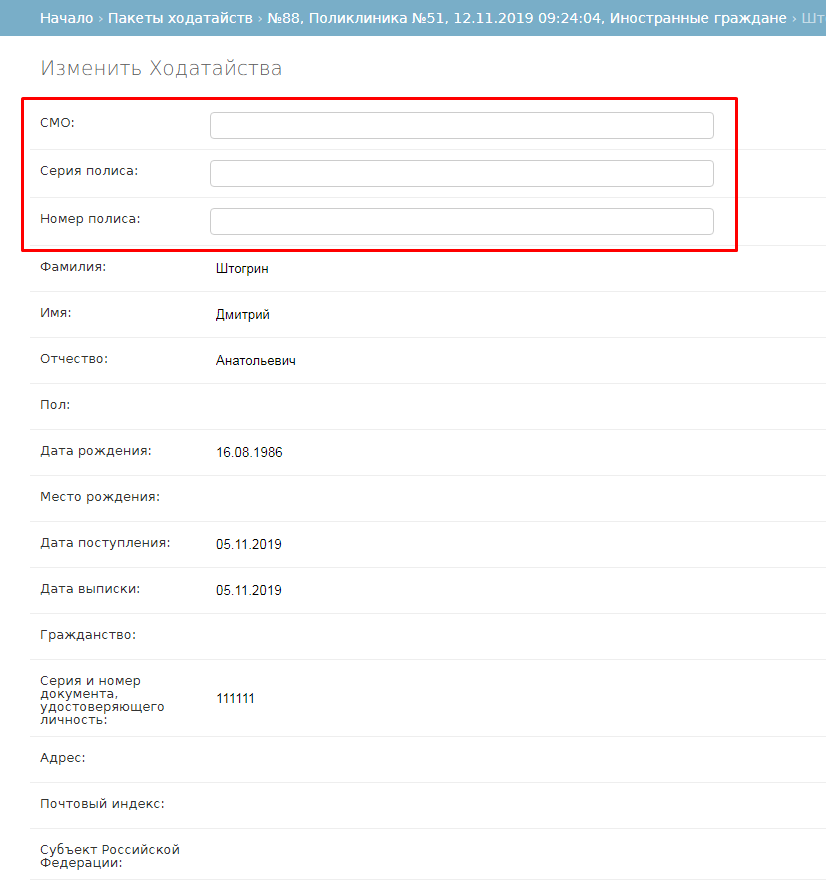 Начало › Пакеты ходатайств › №88, Поликлиника №51, 12.11.2019 09:24:04, Иностранные граждане › Шт
Изменить Ходатайства
СМО:
Серия полиса:
Номер полиса:
Фамилия: Штогрин
Имя: Дмитрий
Отчество: Анатольевич
Пол:
Дата рождения: 16.08.1986
Место рождения:
Дата поступления: 05.11.2019
Дата выписки: 05.11.2019
Гражданство:
Серия и номер
документа,
удостоверяющего
личность:
111111
Адрес:
Почтовый индекс:
Субъект Российской
Федерации: